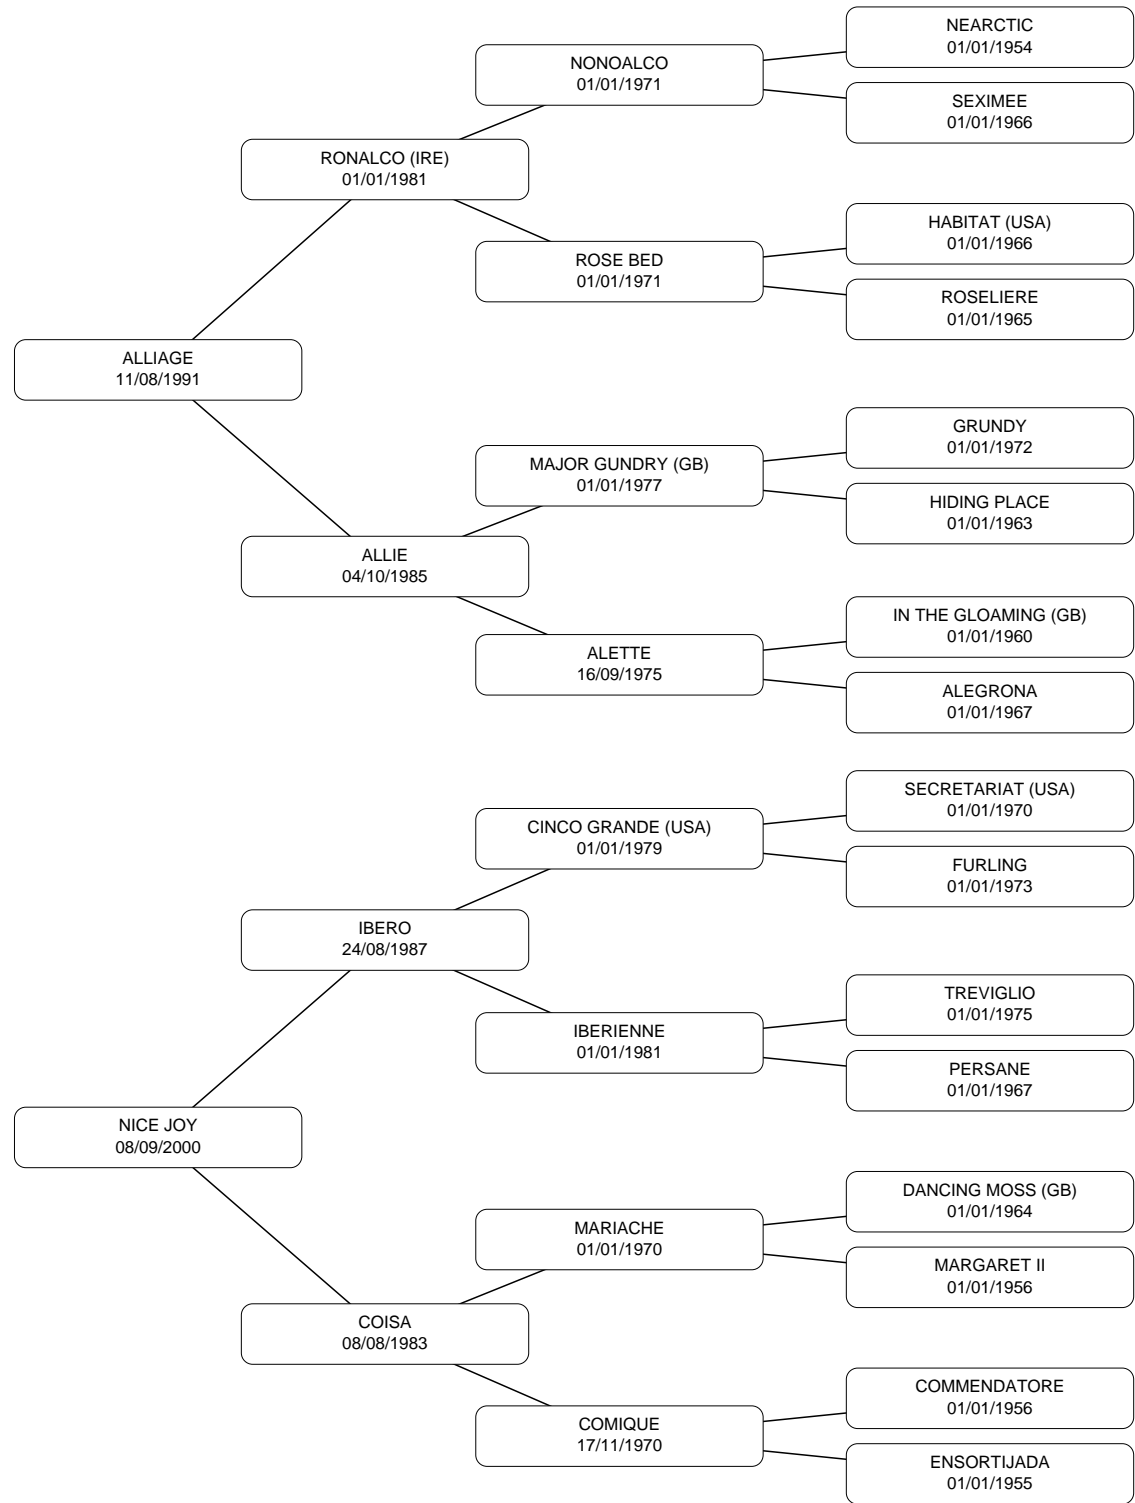 NEARCTIC
01/01/1954
NONOALCO
01/01/1971
SEXIMEE
01/01/1966
RONALCO (IRE)
01/01/1981
HABITAT (USA)
01/01/1966
ROSE BED
01/01/1971
ROSELIERE
01/01/1965
ALLIAGE
11/08/1991
GRUNDY
01/01/1972
MAJOR GUNDRY (GB)
01/01/1977
HIDING PLACE
01/01/1963
ALLIE
04/10/1985
IN THE GLOAMING (GB)
01/01/1960
ALETTE
16/09/1975
ALEGRONA
01/01/1967
SECRETARIAT (USA)
01/01/1970
CINCO GRANDE (USA)
01/01/1979
FURLING
01/01/1973
IBERO
24/08/1987
TREVIGLIO
01/01/1975
IBERIENNE
01/01/1981
PERSANE
01/01/1967
NICE JOY
08/09/2000
DANCING MOSS (GB)
01/01/1964
MARIACHE
01/01/1970
MARGARET II
01/01/1956
COISA
08/08/1983
COMMENDATORE
01/01/1956
COMIQUE
17/11/1970
ENSORTIJADA
01/01/1955